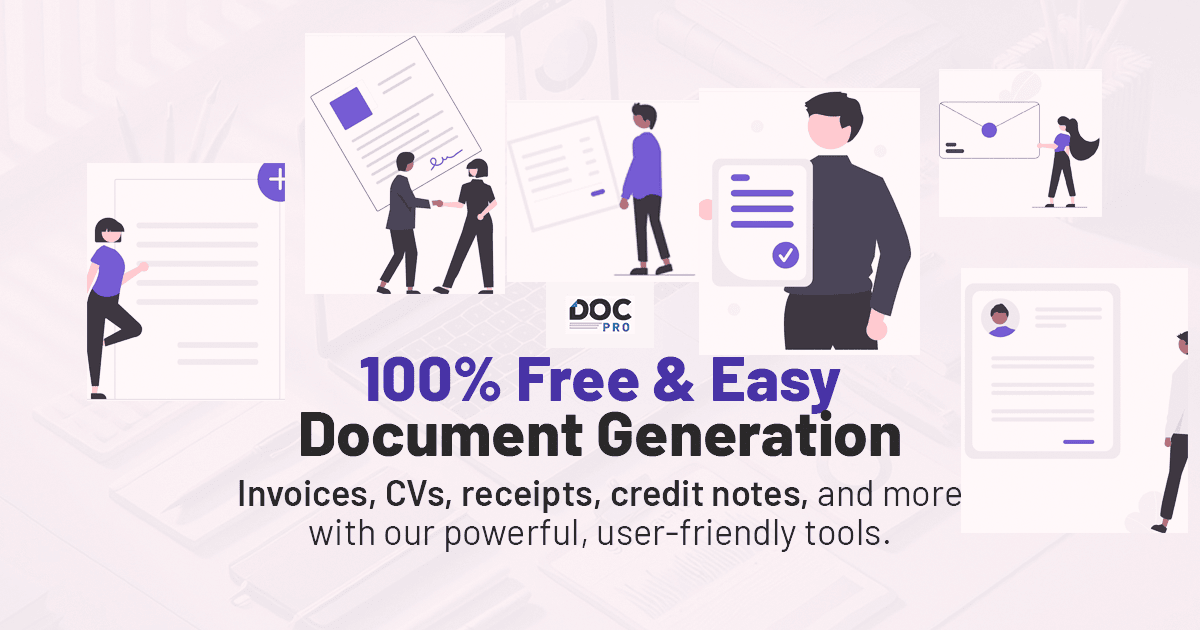 DOC
PRO
100% Free & Easy
Document Generation
Invoices, CVs, receipts, credit notes, and more
with our powerful, user-friendly tools.